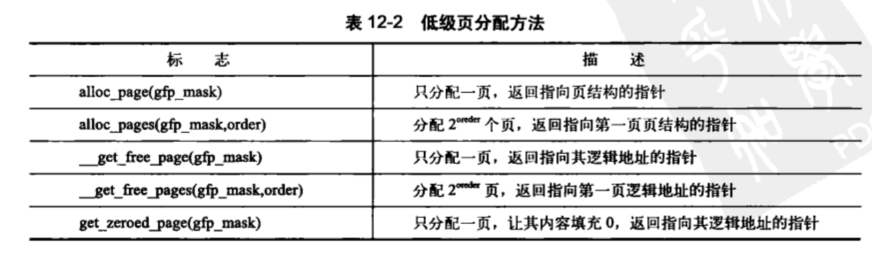 表 12-2 低级页分配方法
标 志 描 述
alloc_page(gfp_mask) 只分配一页，返回指向页结构的指针
alloc_pages(gfp_mask,order) 分配 2^oreder 个页，返回指向第一页页结构的指针
__get_free_page(gfp_mask) 只分配一页，返回指向其逻辑地址的指针
__get_free_pages(gfp_mask,order) 分配 2^oreder 页，返回指向第一页逻辑地址的指针
get_zeroed_page(gfp_mask) 只分配一页，让其内容填充 0，返回指向其逻辑地址的指针
PD